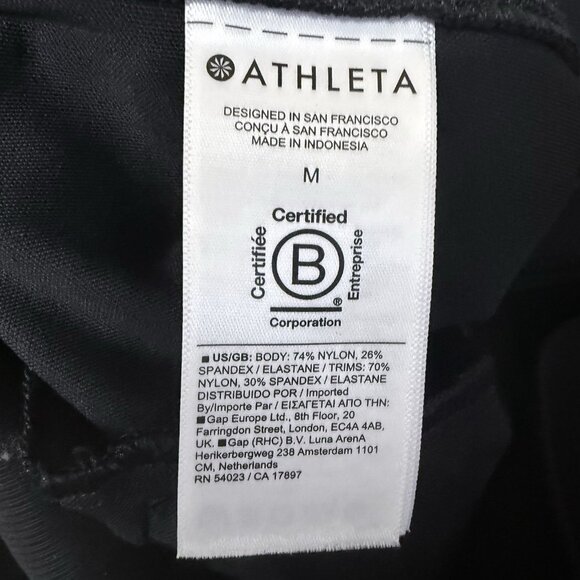 ATHLETA
DESIGNED IN SAN FRANCISCO
CONÇU À SAN FRANCISCO
MADE IN INDONESIA
M
Certified
Certifiée
B
Entreprise
®
Corporation
■ US/GB: BODY: 74% NYLON, 26%
SPANDEX / ELASTANE / TRIMS: 70%
NYLON, 30% SPANDEX / ELASTANE
DISTRIBUIDO POR / Imported
By/Importe Par / ΕΙΣΑΓΕΤΑΙ ΑΠΟ ΤΗΝ:
■ Gap Europe Ltd., 8th Floor, 20
Farringdon Street, London, EC4A 4AB,
UK. ■ Gap (RHC) B.V. Luna ArenA
Herikerbergweg 238 Amsterdam 1101
CM, Netherlands
RN 54023 / CA 17897